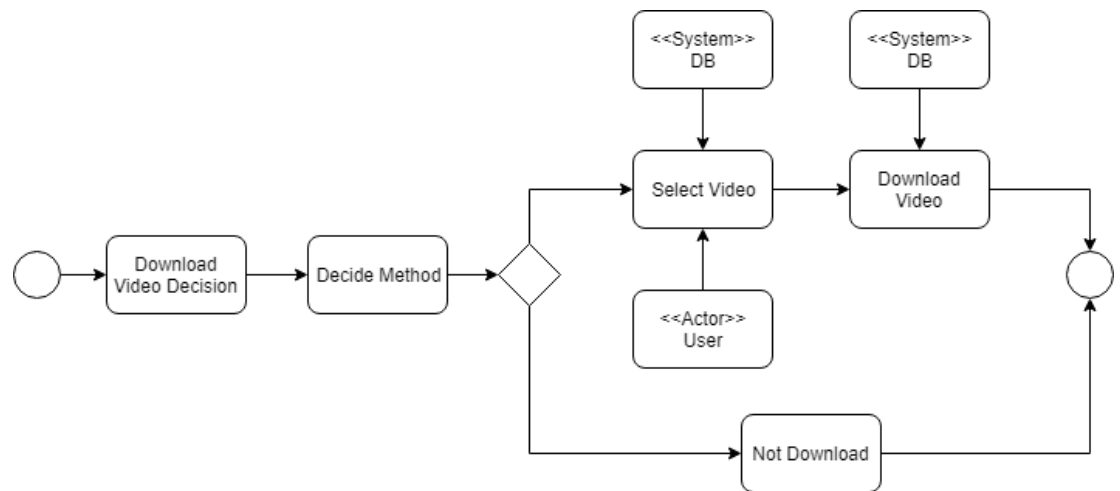 <<System>>
DB
<<System>>
DB
Select Video
Download
Video
Download
Video Decision
Decide Method
<<Actor>>
User
Not Download